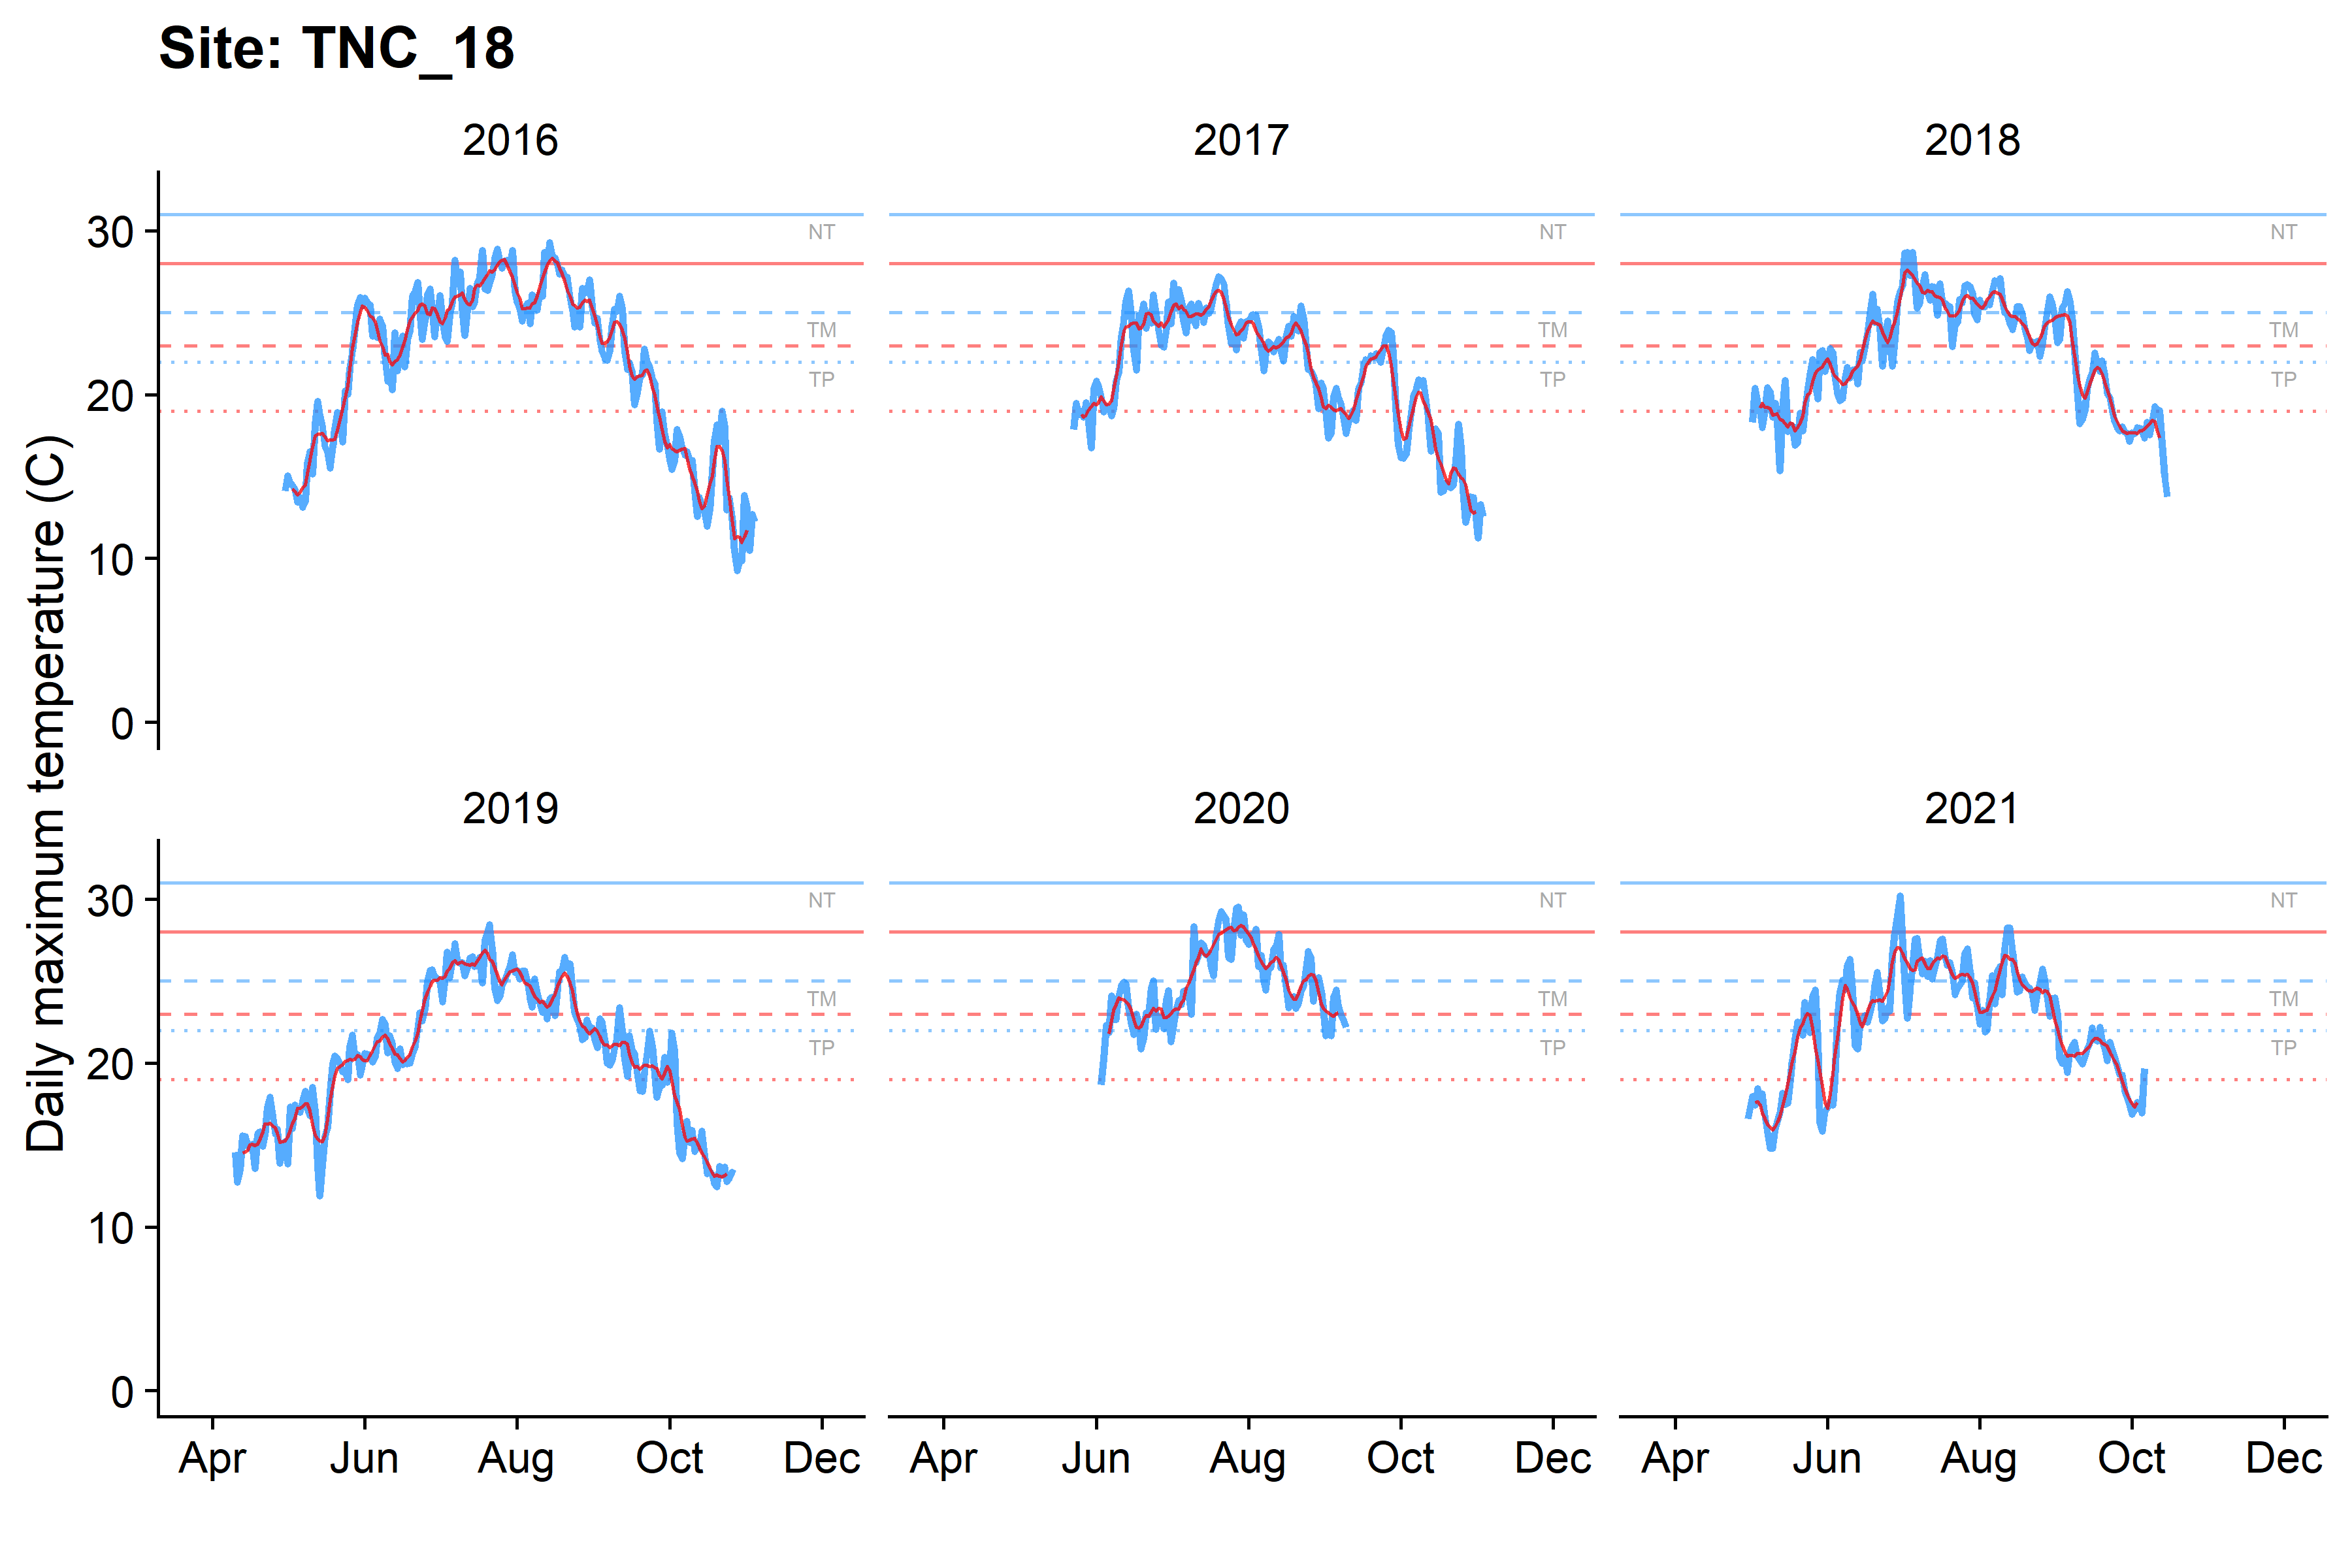 Site: TNC_18
2016
2017
2018
Daily maximum temperature (C)
30
20
10
0
NT
TM
TP
NT
TM
TP
NT
TM
TP
2019
2020
2021
30
20
10
0
NT
TM
TP
NT
TM
TP
NT
TM
TP
Apr Jun Aug Oct Dec
Apr Jun Aug Oct Dec
Apr Jun Aug Oct Dec